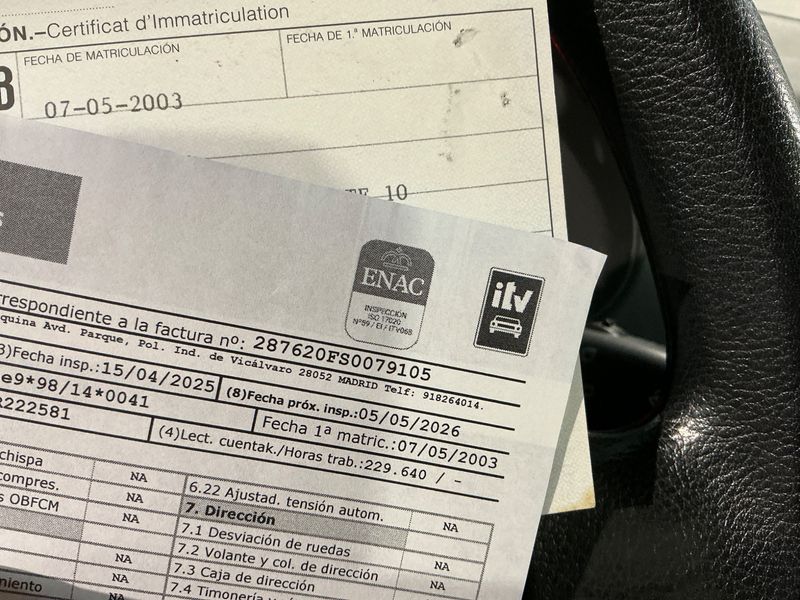 ÓN.-Certificat d'Immatriculation
FECHA DE MATRICULACIÓN
FECHA DE 1.ª MATRICULACIÓN
B
07-05-2003
10
S
ENAC
INSPECCIÓN
ISO 17020
Nº59 / EI / ITV068
itv
rrespondiente a la factura nº: 287620FS0079105
quina Avd. Parque, Pol. Ind. de Vicálvaro 28052 MADRID Telf: 918264014.
3)Fecha insp.:15/04/2025
(8)Fecha próx. insp.:05/05/2026
e9*98/14*0041
Fecha 1ª matric.:07/05/2003
R222581
(4)Lect. cuentak./Horas trab.:229.640 / -
chispa NA 6.22 Ajustad. tensión autom. NA
compres. NA 7. Dirección
s OBFCM NA 7.1 Desviación de ruedas NA
7.2 Volante y col. de dirección NA
NA 7.3 Caja de dirección
miento NA 7.4 Timonería